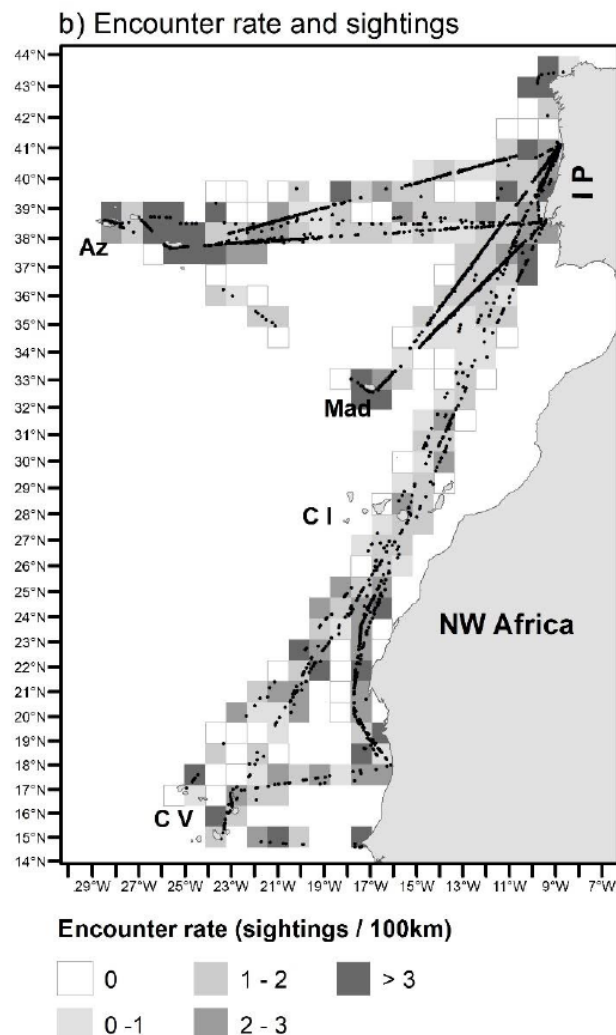 b) Encounter rate and sightings
44°N
43°N
42°N
41°N
40°N
39°N
38°N
37°N
36°N
35°N
34°N
33°N
32°N
31°N
30°N
29°N
28°N
27°N
26°N
25°N
24°N
23°N
22°N
21°N
20°N
19°N
18°N
17°N
16°N
15°N
14°N
I P
Az
Mad
C I
NW Africa
C V
29°W 27°W 25°W 23°W 21°W 19°W 17°W 15°W 13°W 11°W 9°W 7°W
Encounter rate (sightings / 100km)
0 1 - 2 > 3
0 -1 2 - 3